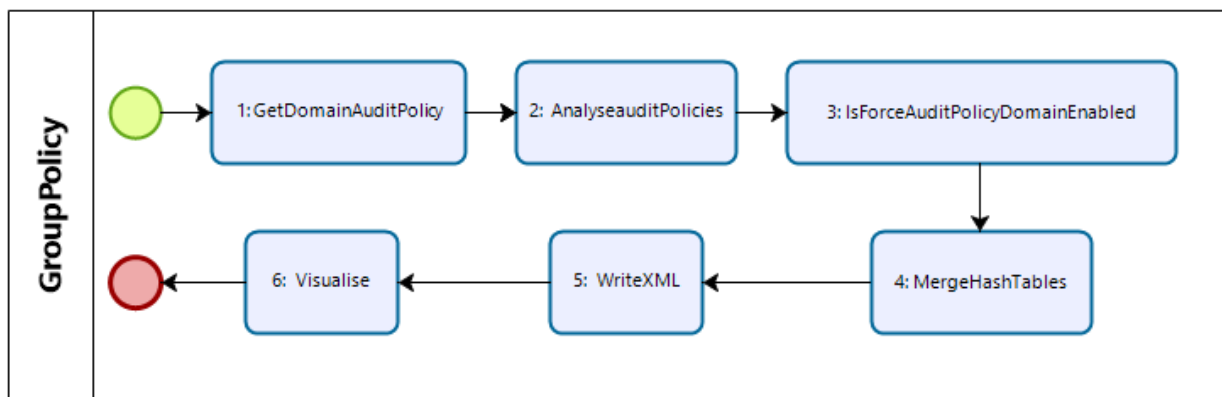 GroupPolicy
1: GetDomainAuditPolicy
2: AnalyseauditPolicies
3: IsForceAuditPolicyDomainEnabled
4: MergeHashTables
5: WriteXML
6: Visualise